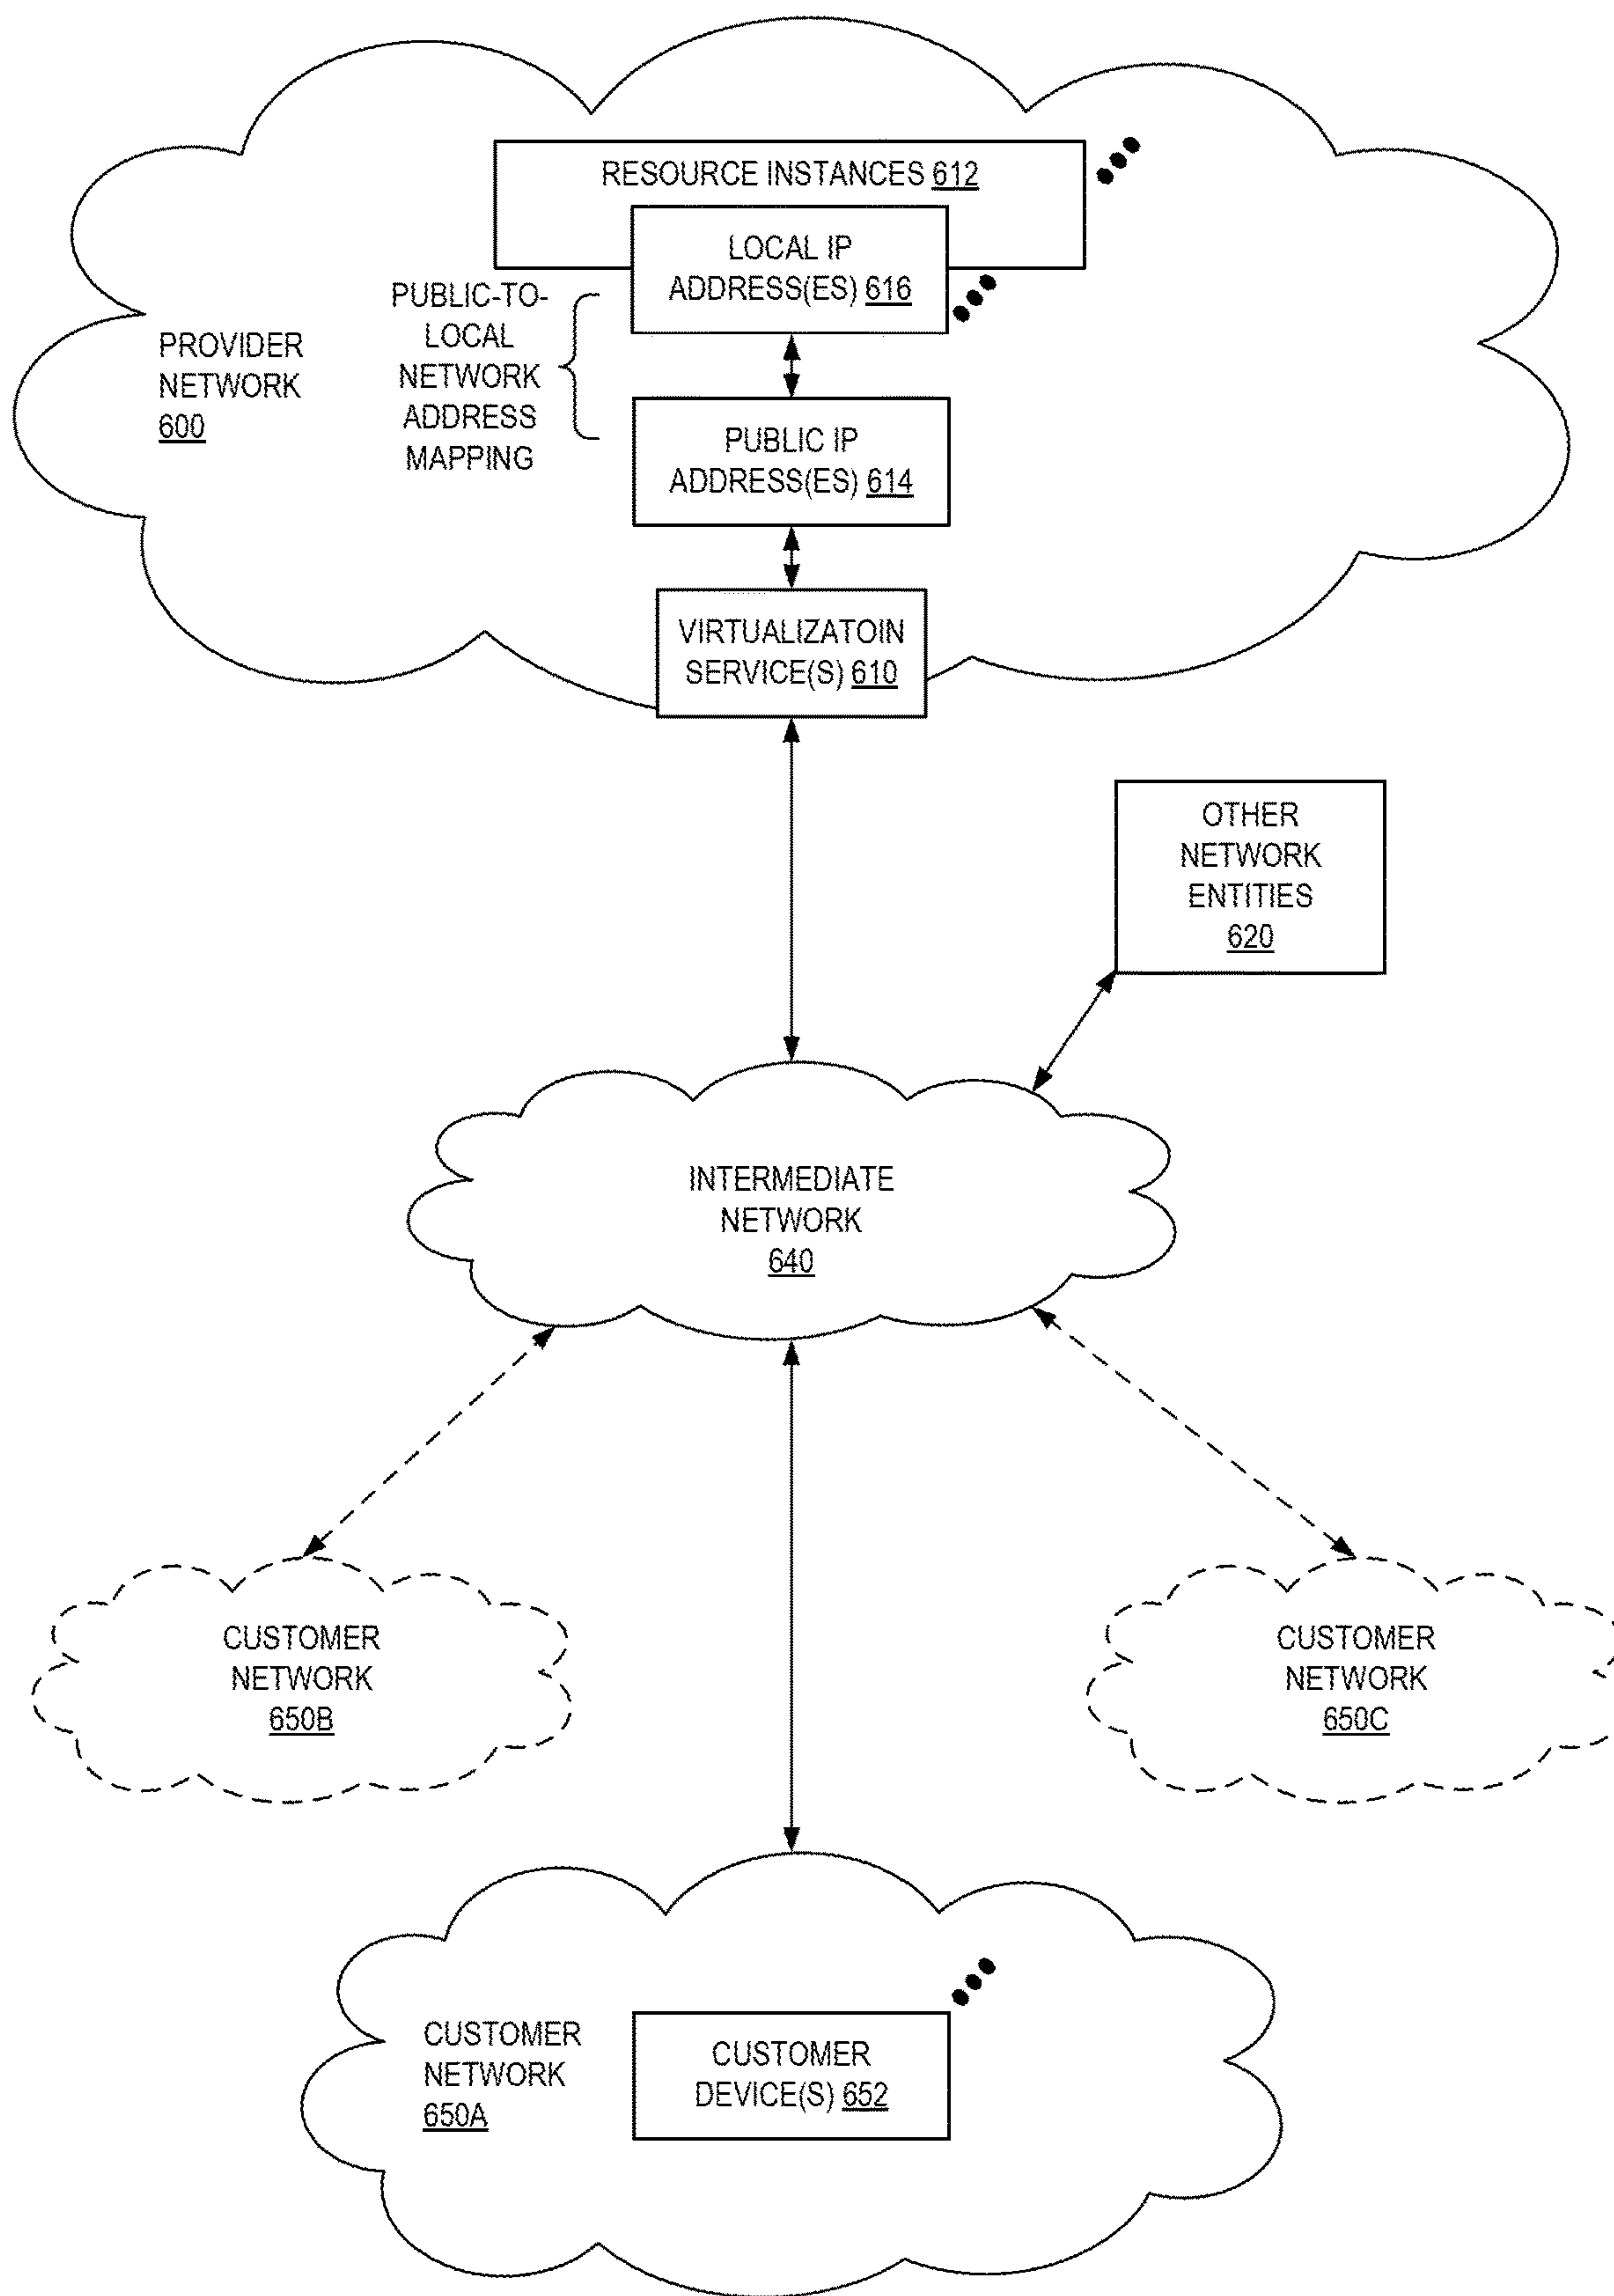 RESOURCE INSTANCES 612
LOCAL IP
ADDRESS(ES) 616
PUBLIC-TO-
LOCAL
NETWORK
ADDRESS
MAPPING
PROVIDER
NETWORK
600
PUBLIC IP
ADDRESS(ES) 614
VIRTUALIZATOIN
SERVICE(S) 610
OTHER
NETWORK
ENTITIES
620
INTERMEDIATE
NETWORK
640
CUSTOMER
NETWORK
650B
CUSTOMER
NETWORK
650C
CUSTOMER
NETWORK
650A
CUSTOMER
DEVICE(S) 652